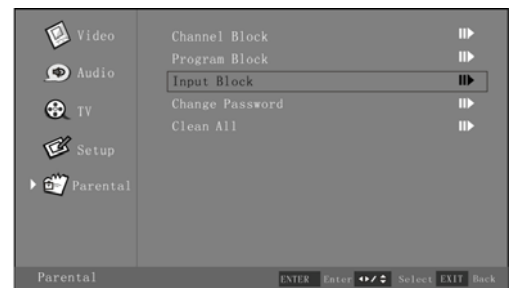 Video
Audio
TV
Setup
Parental
Channel Block
Program Block
Input Block
Change Password
Clean All
Parental
ENTER Enter Select EXIT Back